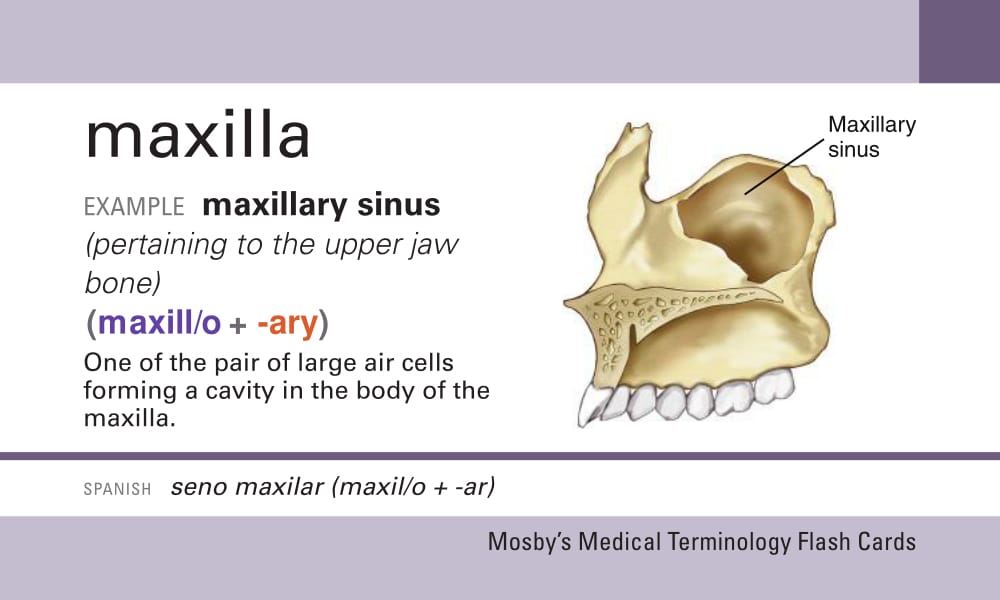 maxilla
EXAMPLE maxillary sinus
(pertaining to the upper jaw
bone)
(maxill/o + -ary)
One of the pair of large air cells
forming a cavity in the body of the
maxilla.
Maxillary
sinus
SPANISH seno maxilar (maxil/o + -ar)
Mosby's Medical Terminology Flash Cards